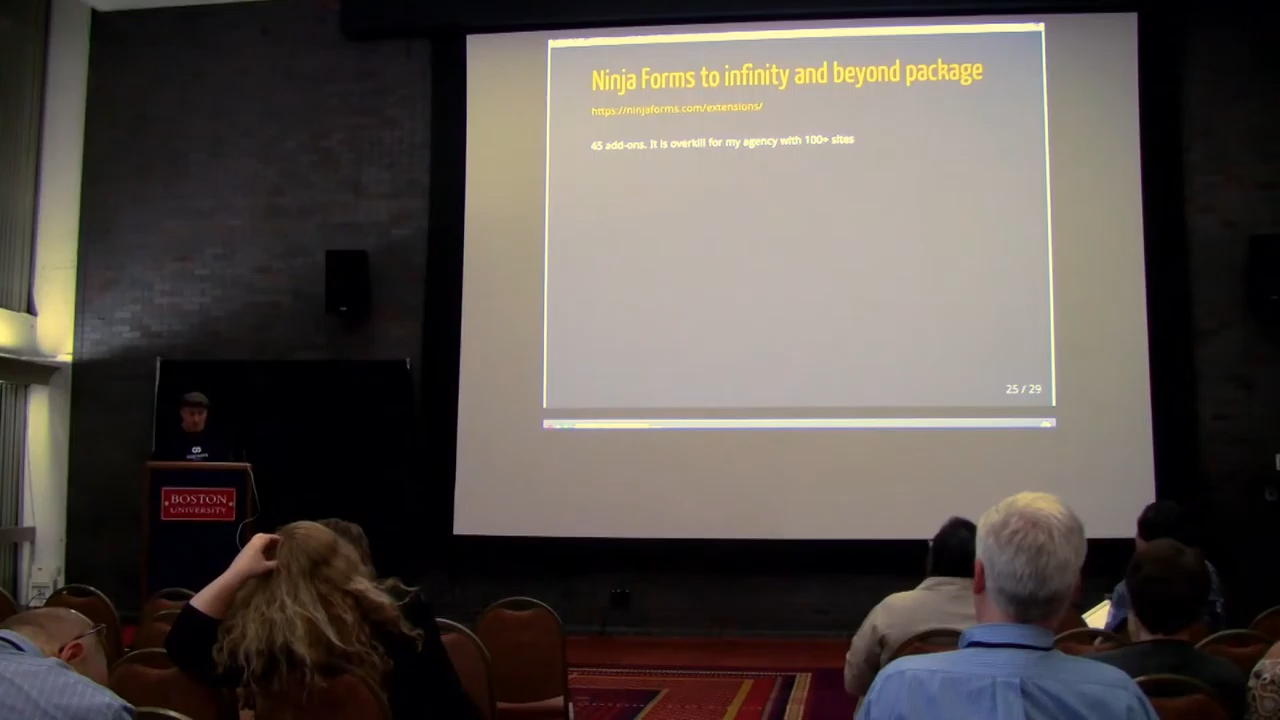 Ninja Forms to infinity and beyond package
https://ninjaforms.com/extensions/
45 add-ons. It is overkill for my agency with 100+ sites
25 / 29
BOSTON
UNIVERSITY